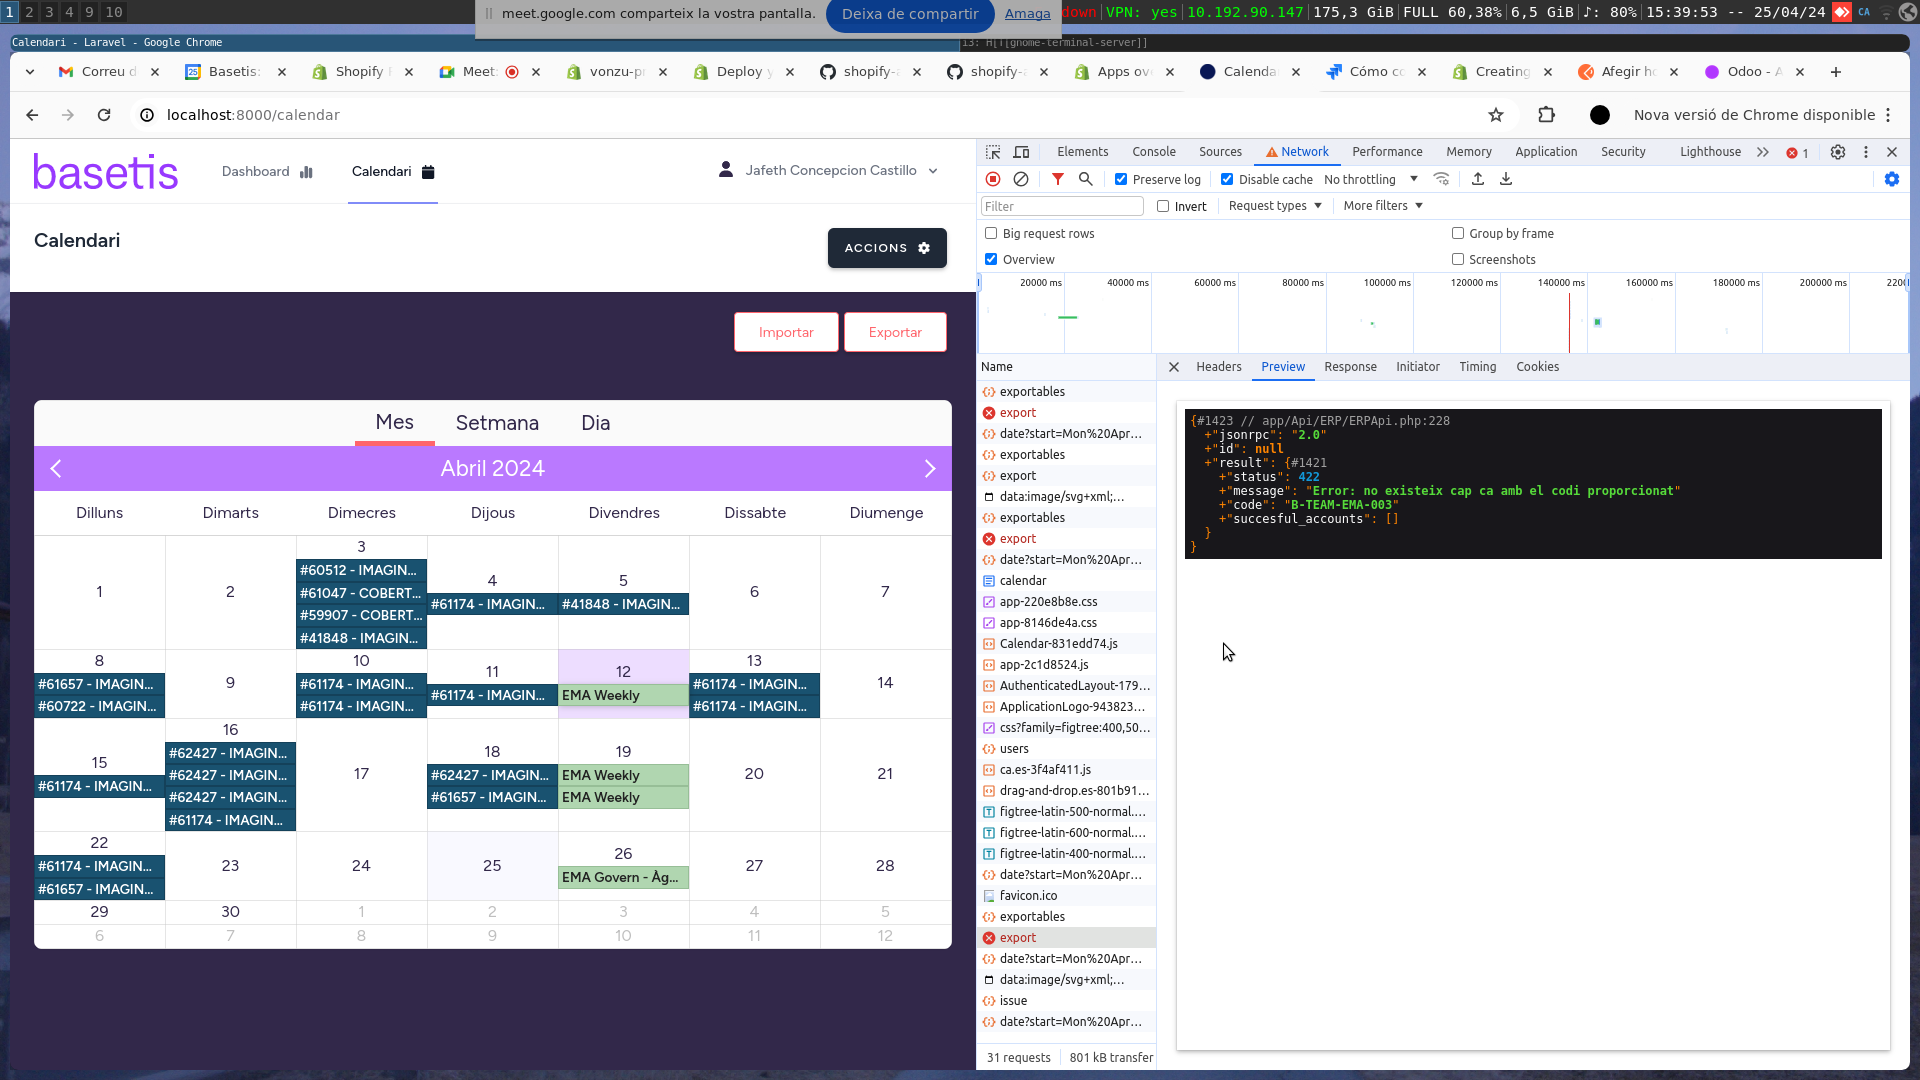 1 2 3 4 9 10
meet.google.com comparteix la vostra pantalla. Deixa de compartir Amaga
down|VPN: yes|10.192.90.147|175,3 GiB|FULL 60,38%|6,5 GiB|♪: 80%|15:39:53 -- 25/04/24 CA
Calendari - Laravel - Google Chrome
i3: H[T[gnome-terminal-server]]
Correu d
Basetis:
Shopify
Meet:
vonzu-p
Deploy y
shopify-
shopify-
Apps ov
Calenda
Cómo c
Creating
Afegir h
Odoo - A
localhost:8000/calendar
Nova versió de Chrome disponible
basetis
Dashboard
Calendari
Jafeth Concepcion Castillo
Calendari
ACCIONS
Importar
Exportar
Mes Setmana Dia
Abril 2024
Dilluns Dimarts Dimecres Dijous Divendres Dissabte Diumenge
1
2
3
#60512 - IMAGIN...
#61047 - COBERT...
#59907 - COBERT...
#41848 - IMAGIN...
4
#61174 - IMAGIN...
5
#41848 - IMAGIN...
6
7
8
#61657 - IMAGIN...
#60722 - IMAGIN...
9
10
#61174 - IMAGIN...
#61174 - IMAGIN...
11
#61174 - IMAGIN...
12
EMA Weekly
13
#61174 - IMAGIN...
#61174 - IMAGIN...
14
15
#61174 - IMAGIN...
16
#62427 - IMAGIN...
#62427 - IMAGIN...
#62427 - IMAGIN...
#61174 - IMAGIN...
17
18
#62427 - IMAGIN...
#61657 - IMAGIN...
19
EMA Weekly
EMA Weekly
20
21
22
#61174 - IMAGIN...
#61657 - IMAGIN...
23
24
25
26
EMA Govern - Àg...
27
28
29 30 1 2 3 4 5
6 7 8 9 10 11 12
Elements Console Sources Network Performance Memory Application Security Lighthouse 1
Preserve log Disable cache No throttling
Filter Invert Request types More filters
Big request rows Group by frame
Overview Screenshots
20000 ms 40000 ms 60000 ms 80000 ms 100000 ms 120000 ms 140000 ms 160000 ms 180000 ms 200000 ms 2200
Name
exportables
export
date?start=Mon%20Apr...
exportables
export
data:image/svg+xml;...
exportables
export
date?start=Mon%20Apr...
calendar
app-220e8b8e.css
app-8146de4a.css
Calendar-831edd74.js
app-2c1d8524.js
AuthenticatedLayout-179...
ApplicationLogo-943823...
css?family=figtree:400,50...
users
ca.es-3f4af411.js
drag-and-drop.es-801b91...
figtree-latin-500-normal....
figtree-latin-600-normal....
figtree-latin-400-normal....
date?start=Mon%20Apr...
favicon.ico
exportables
export
date?start=Mon%20Apr...
data:image/svg+xml;...
issue
date?start=Mon%20Apr...
31 requests 801 kB transfer
Headers Preview Response Initiator Timing Cookies
{#1423 // app/Api/ERP/ERPApi.php:228
+"jsonrpc": "2.0"
+"id": null
+"result": {#1421
+"status": 422
+"message": "Error: no existeix cap ca amb el codi proporcionat"
+"code": "B-TEAM-EMA-003"
+"succesful_accounts": []
}
}